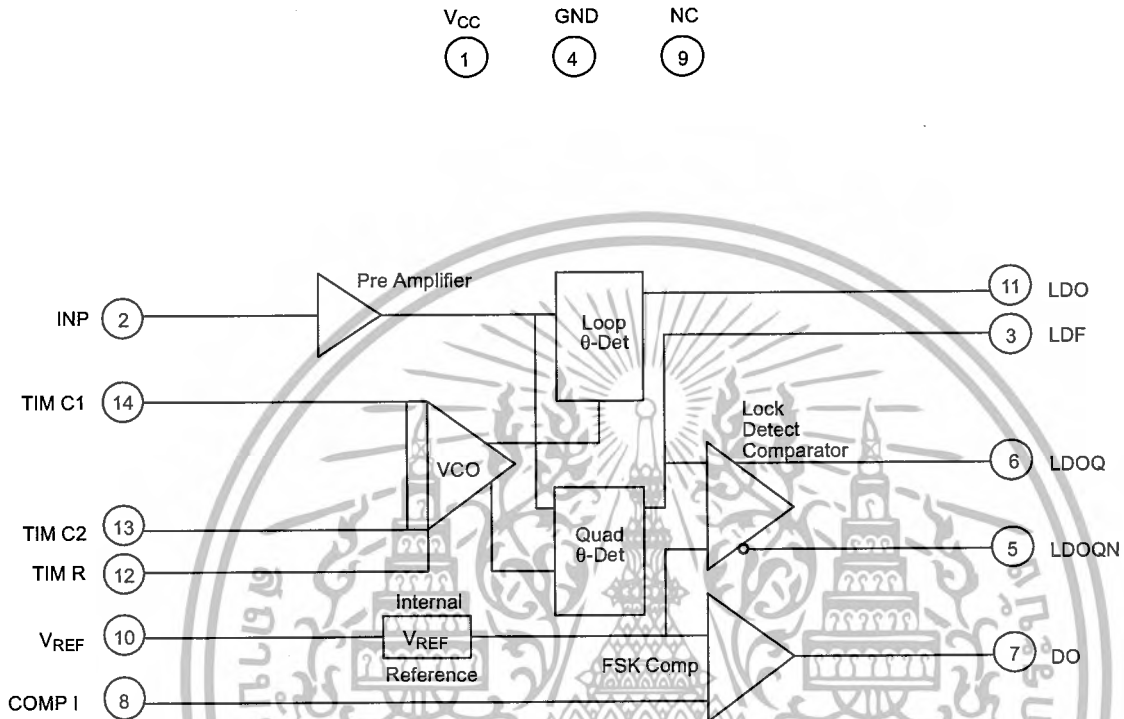 VCC GND NC
1 4 9
Pre Amplifier
INP 2
Loop
θ-Det
11 LDO
3 LDF
TIM C1 14
VCO
Lock
Detect
Comparator
6 LDOQ
TIM C2 13
Quad
θ-Det
5 LDOQN
TIM R 12
Internal
VREF 10
VREF
Reference
FSK Comp
7 DO
COMP I 8